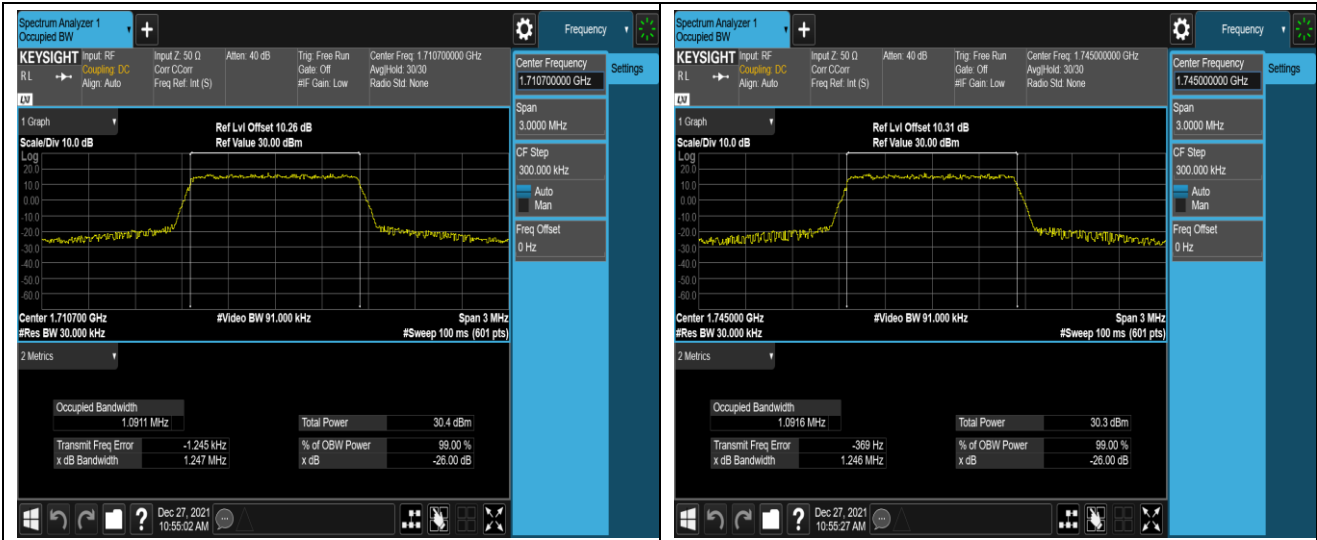 Spectrum Analyzer 1
Occupied BW
+
Frequency
KEYSIGHT
RL
LXI
Input: RF
Coupling: DC
Align: Auto
Input Z: 50 Ω
Corr CCorr
Freq Ref: Int (S)
Atten: 40 dB
Trig: Free Run
Gate: Off
#IF Gain: Low
Center Freq: 1.710700000 GHz
Avg|Hold: 30/30
Radio Std: None
Center Frequency
1.710700000 GHz
Settings
Span
3.0000 MHz
CF Step
300.000 kHz
Auto
Man
Freq Offset
0 Hz
1 Graph
Scale/Div 10.0 dB
Ref Lvl Offset 10.26 dB
Ref Value 30.00 dBm
Log
20.0
10.0
0.00
-10.0
-20.0
-30.0
-40.0
-50.0
-60.0
Center 1.710700 GHz
#Video BW 91.000 kHz
Span 3 MHz
#Res BW 30.000 kHz
#Sweep 100 ms (601 pts)
2 Metrics
Occupied Bandwidth
1.0911 MHz
Total Power 30.4 dBm
Transmit Freq Error -1.245 kHz
% of OBW Power 99.00 %
x dB Bandwidth 1.247 MHz
x dB -26.00 dB
?
Dec 27, 2021
10:55:02 AM
Spectrum Analyzer 1
Occupied BW
+
Frequency
KEYSIGHT
RL
LXI
Input: RF
Coupling: DC
Align: Auto
Input Z: 50 Ω
Corr CCorr
Freq Ref: Int (S)
Atten: 40 dB
Trig: Free Run
Gate: Off
#IF Gain: Low
Center Freq: 1.745000000 GHz
Avg|Hold: 30/30
Radio Std: None
Center Frequency
1.745000000 GHz
Settings
Span
3.0000 MHz
CF Step
300.000 kHz
Auto
Man
Freq Offset
0 Hz
1 Graph
Scale/Div 10.0 dB
Ref Lvl Offset 10.31 dB
Ref Value 30.00 dBm
Log
20.0
10.0
0.00
-10.0
-20.0
-30.0
-40.0
-50.0
-60.0
Center 1.745000 GHz
#Video BW 91.000 kHz
Span 3 MHz
#Res BW 30.000 kHz
#Sweep 100 ms (601 pts)
2 Metrics
Occupied Bandwidth
1.0916 MHz
Total Power 30.3 dBm
Transmit Freq Error -369 Hz
% of OBW Power 99.00 %
x dB Bandwidth 1.246 MHz
x dB -26.00 dB
?
Dec 27, 2021
10:55:27 AM